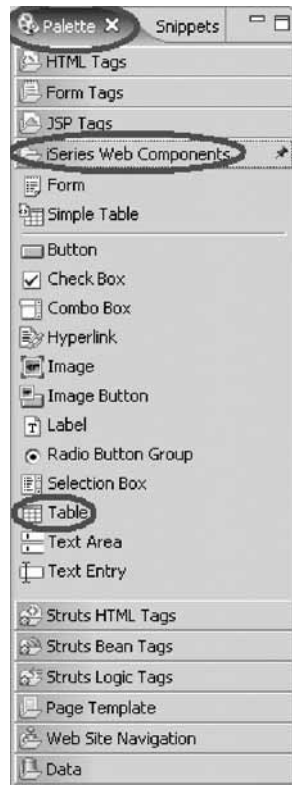 Palette Snippets
HTML Tags
Form Tags
JSP Tags
iSeries Web Components
Form
Simple Table
Button
Check Box
Combo Box
Hyperlink
Image
Image Button
Label
Radio Button Group
Selection Box
Table
Text Area
Text Entry
Struts HTML Tags
Struts Bean Tags
Struts Logic Tags
Page Template
Web Site Navigation
Data